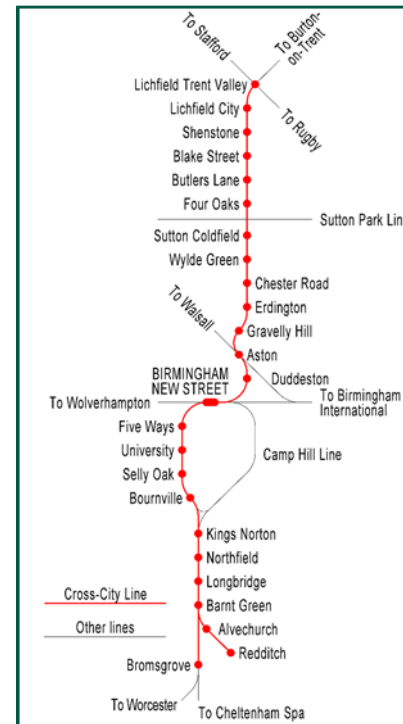 To Stafford
To Burton-
on-Trent
Lichfield Trent Valley
To Rugby
Lichfield City
Shenstone
Blake Street
Butlers Lane
Four Oaks
Sutton Park Lin
Sutton Coldfield
Wylde Green
Chester Road
To Walsall
Erdington
Gravelly Hill
Aston
BIRMINGHAM
NEW STREET
Duddeston
To Wolverhampton
To Birmingham
International
Five Ways
University
Camp Hill Line
Selly Oak
Bournville
Kings Norton
Northfield
Longbridge
Cross-City Line
Barnt Green
Other lines
Alvechurch
Redditch
Bromsgrove
To Worcester
To Cheltenham Spa